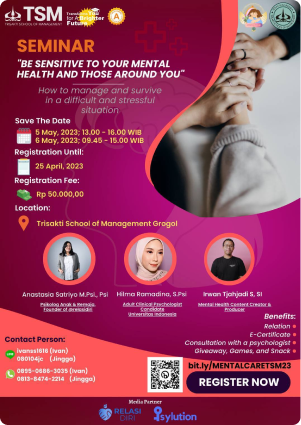 TSM
TRISAKTI SCHOOL OF MANAGEMENT
Future
A
TSM
SEMINAR
"BE SENSITIVE TO YOUR MENTAL
HEALTH AND THOSE AROUND YOU"
How to manage and survive
in a difficult and stressful
situation
Save The Date
5 May, 2023; 13.00 - 16.00 WIB
6 May, 2023; 09.45 - 15.00 WIB
Registration Until:
25 April, 2023
Registration Fee:
Rp 50.000,00
Location:
Trisakti School of Management Grogol
Anastasia Satriyo M.Psi., Psi
Psikolog Anak & Remaja,
Founder of
Hilma Ramadina, S.Psi
Adult Clinical Psychologist
Candidate
Universitas Indonesia
Irwan Tjahjadi S, SI
Mental Health Content Creator &
Producer
Benefits:
Relation
E-Certificate
Consultation with a psychologist
Giveaway, Games, and Snack
Contact Person:
ivanss1616 (Ivan)
080104jc (Jingga)
0895-0686-3035 (Ivan)
0813-8474-2214 (Jingga)
bit.ly/MENTALCARETSM23
REGISTER NOW
Media Partner
RELASI
DIRI
Psylution